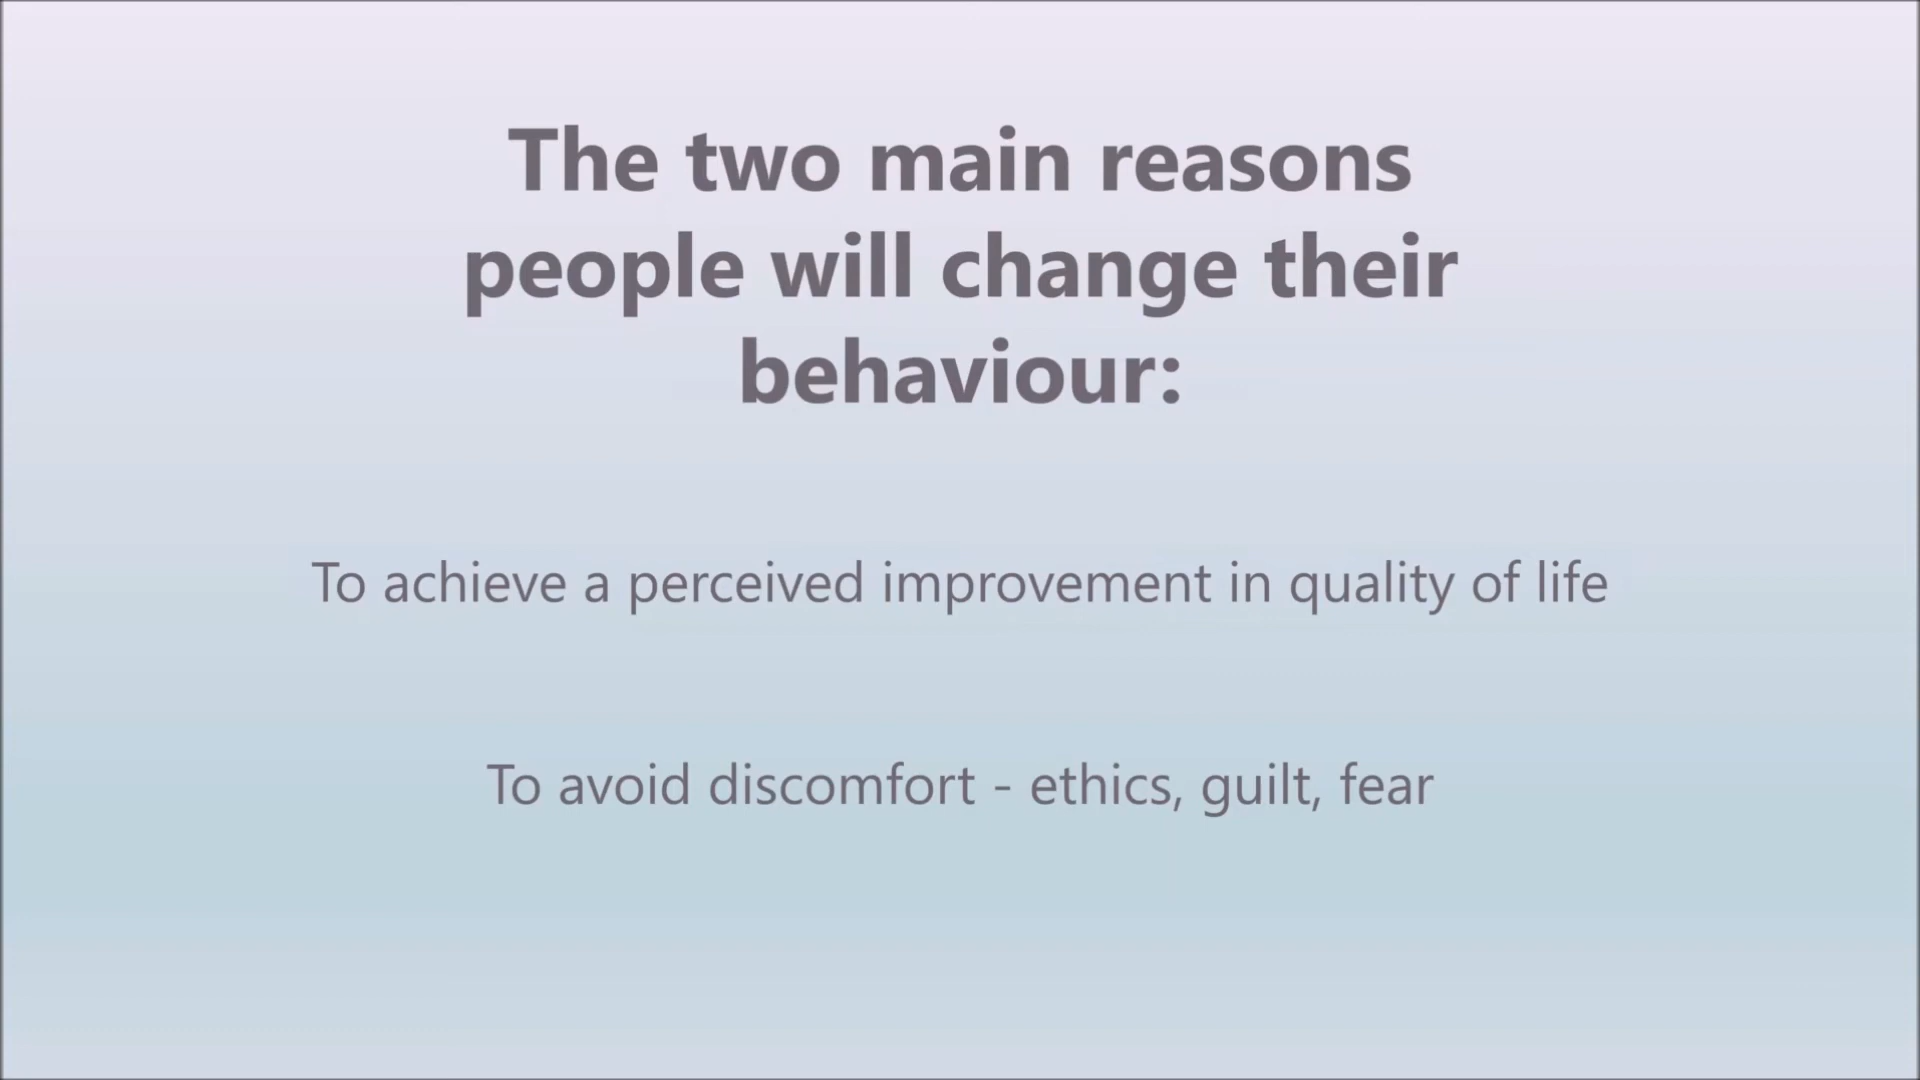 The two main reasons
people will change their
behaviour:
To achieve a perceived improvement in quality of life
To avoid discomfort - ethics, guilt, fear